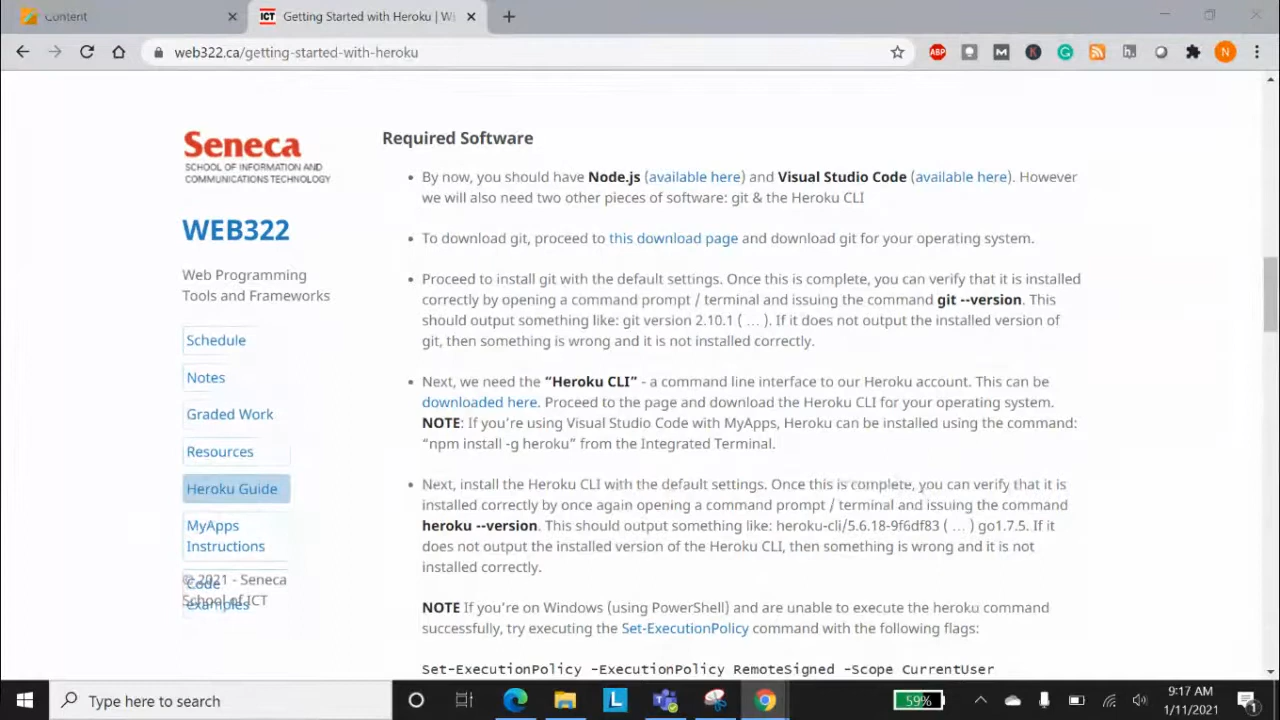 Content
ICT
Getting Started with Heroku | W
web322.ca/getting-started-with-heroku
ABP
M
K
G
h.
N
Seneca
SCHOOL OF INFORMATION AND
COMMUNICATIONS TECHNOLOGY
WEB322
Web Programming
Tools and Frameworks
Schedule
Notes
Graded Work
Resources
Heroku Guide
MyApps
Instructions
Code
examples
© 2021 - Seneca
School of ICT
Required Software
• By now, you should have Node.js (available here) and Visual Studio Code (available here). However
we will also need two other pieces of software: git & the Heroku CLI
• To download git, proceed to this download page and download git for your operating system.
• Proceed to install git with the default settings. Once this is complete, you can verify that it is installed
correctly by opening a command prompt / terminal and issuing the command git --version. This
should output something like: git version 2.10.1 ( … ). If it does not output the installed version of
git, then something is wrong and it is not installed correctly.
• Next, we need the “Heroku CLI” - a command line interface to our Heroku account. This can be
downloaded here. Proceed to the page and download the Heroku CLI for your operating system.
NOTE: If you’re using Visual Studio Code with MyApps, Heroku can be installed using the command:
“npm install -g heroku” from the Integrated Terminal.
• Next, install the Heroku CLI with the default settings. Once this is complete, you can verify that it is
installed correctly by once again opening a command prompt / terminal and issuing the command
heroku --version. This should output something like: heroku-cli/5.6.18-9f6df83 ( … ) go1.7.5. If it
does not output the installed version of the Heroku CLI, then something is wrong and it is not
installed correctly.
NOTE If you’re on Windows (using PowerShell) and are unable to execute the heroku command
successfully, try executing the Set-ExecutionPolicy command with the following flags:
Set-ExecutionPolicy -ExecutionPolicy RemoteSigned -Scope CurrentUser
Type here to search
L
59%
9:17 AM
1/11/2021
1